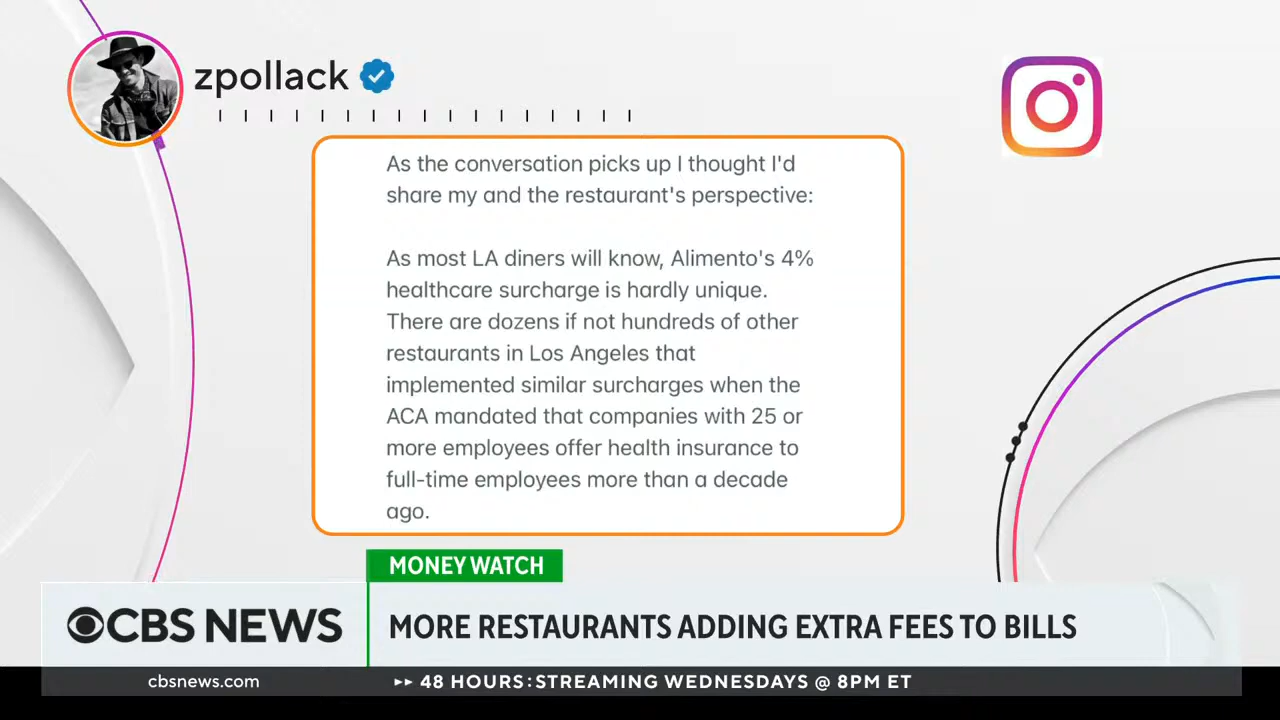 zpollack
As the conversation picks up I thought I'd
share my and the restaurant's perspective:
As most LA diners will know, Alimento's 4%
healthcare surcharge is hardly unique.
There are dozens if not hundreds of other
restaurants in Los Angeles that
implemented similar surcharges when the
ACA mandated that companies with 25 or
more employees offer health insurance to
full-time employees more than a decade
ago.
MONEY WATCH
CBS NEWS
MORE RESTAURANTS ADDING EXTRA FEES TO BILLS
cbsnews.com
48 HOURS: STREAMING WEDNESDAYS @ 8PM ET